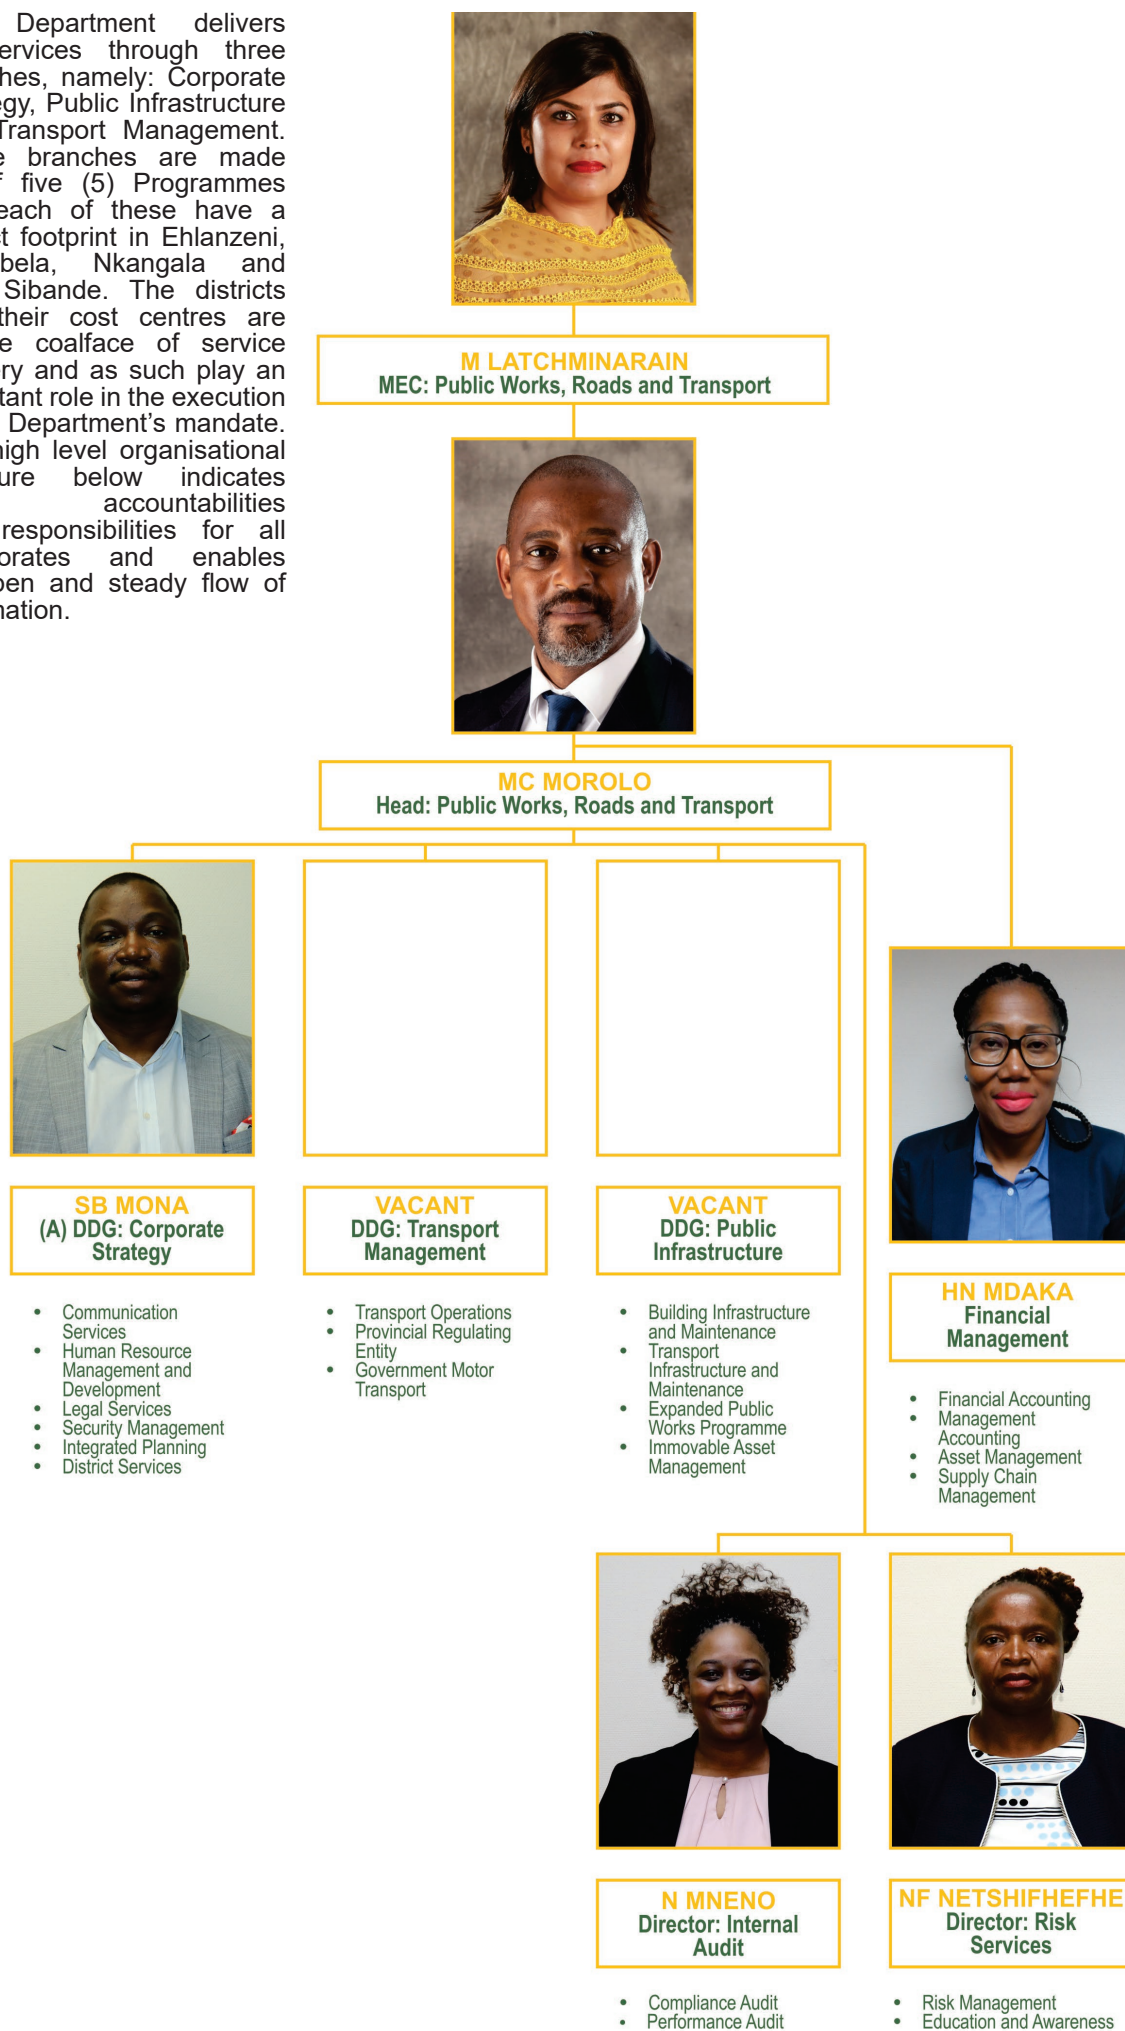 Department delivers
ervices through three
hes, namely: Corporate
egy, Public Infrastructure
Transport Management.
e branches are made
f five (5) Programmes
each of these have a
ct footprint in Ehlanzeni,
bela, Nkangala and
Sibande. The districts
their cost centres are
e coalface of service
ry and as such play an
tant role in the execution
Department’s mandate.
high level organisational
ure below indicates
accountabilities
responsibilities for all
orates and enables
pen and steady flow of
mation.
M LATCHMINARAIN
MEC: Public Works, Roads and Transport
MC MOROLO
Head: Public Works, Roads and Transport
SB MONA
(A) DDG: Corporate
Strategy
• Communication
Services
• Human Resource
Management and
Development
• Legal Services
• Security Management
• Integrated Planning
• District Services
VACANT
DDG: Transport
Management
• Transport Operations
• Provincial Regulating
Entity
• Government Motor
Transport
VACANT
DDG: Public
Infrastructure
• Building Infrastructure
and Maintenance
• Transport
Infrastructure and
Maintenance
• Expanded Public
Works Programme
• Immovable Asset
Management
HN MDAKA
Financial
Management
• Financial Accounting
• Management
Accounting
• Asset Management
• Supply Chain
Management
N MNENO
Director: Internal
Audit
• Compliance Audit
• Performance Audit
NF NETSHIFHEFHE
Director: Risk
Services
• Risk Management
• Education and Awareness